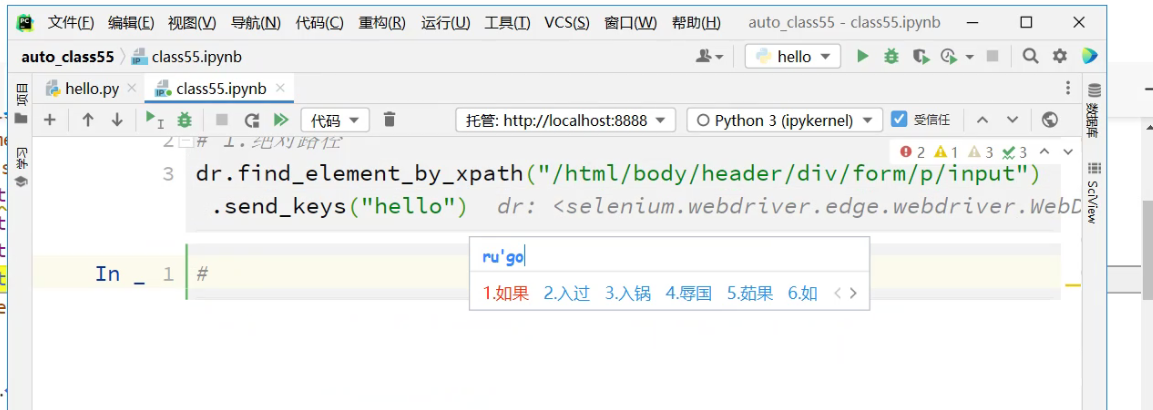 文件(F) 编辑(E) 视图(V) 导航(N) 代码(C) 重构(R) 运行(U) 工具(T) VCS(S) 窗口(W) 帮助(H) auto_class55 - class55.ipynb
auto_class55 class55.ipynb hello
项目 hello.py class55.ipynb
代码 托管: http://localhost:8888 Python 3 (ipykernel) 受信任
数据库
2 # 1.绝对路径
2 1 3 3
3 dr.find_element_by_xpath("/html/body/header/div/form/p/input")
.send_keys("hello") dr: <selenium.webdriver.edge.webdriver.WebD
SciView
ru'go
In _ 1 #
1.如果 2.入过 3.入锅 4.辱国 5.茹果 6.如